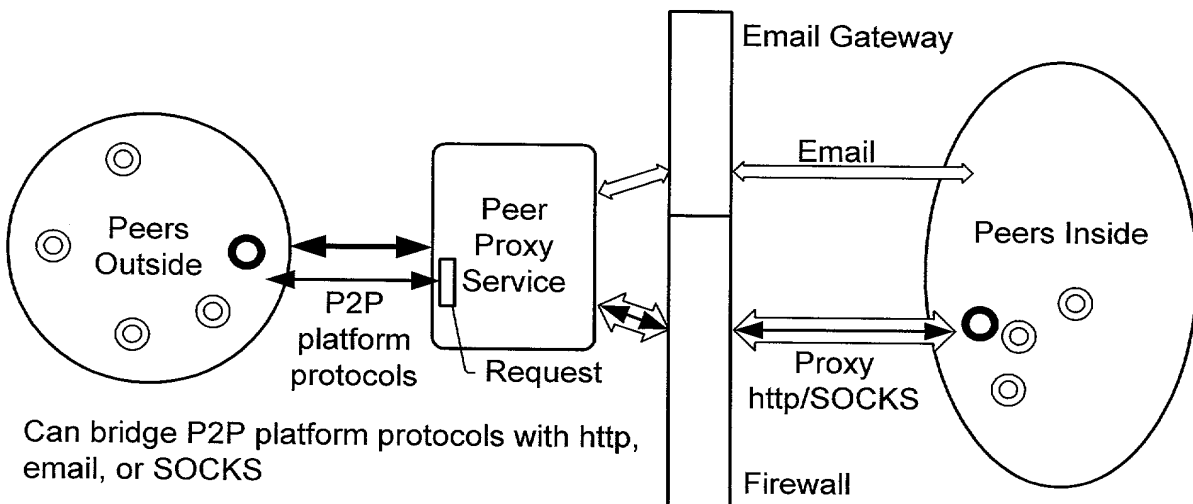 Email Gateway
Email
Peers
Outside
Peer
Proxy
Service
Peers Inside
P2P
platform
protocols
Request
Proxy
http/SOCKS
Can bridge P2P platform protocols with http,
email, or SOCKS
Firewall